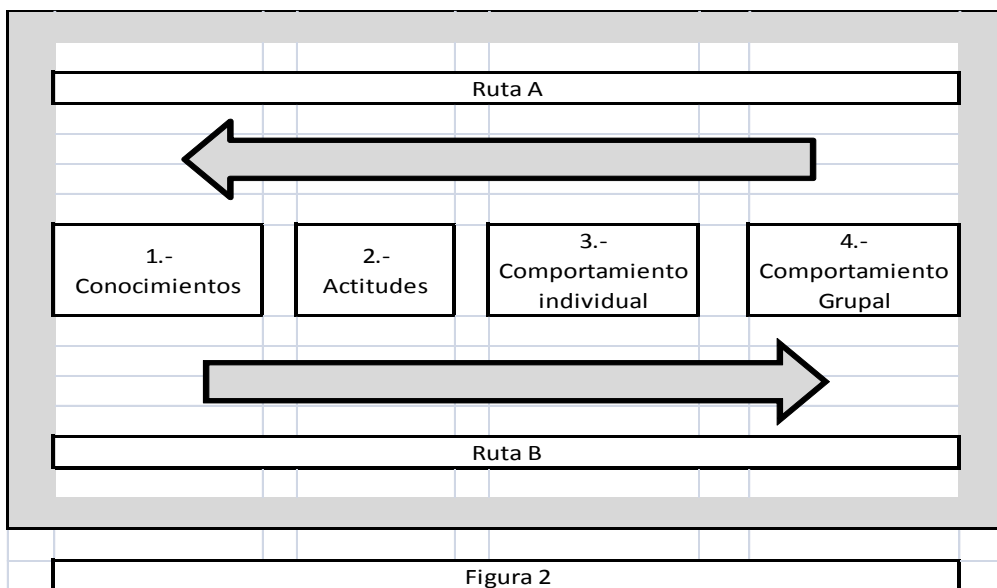 Ruta A
1.-
Conocimientos
2.-
Actitudes
3.-
Comportamiento
individual
4.-
Comportamiento
Grupal
Ruta B
Figura 2